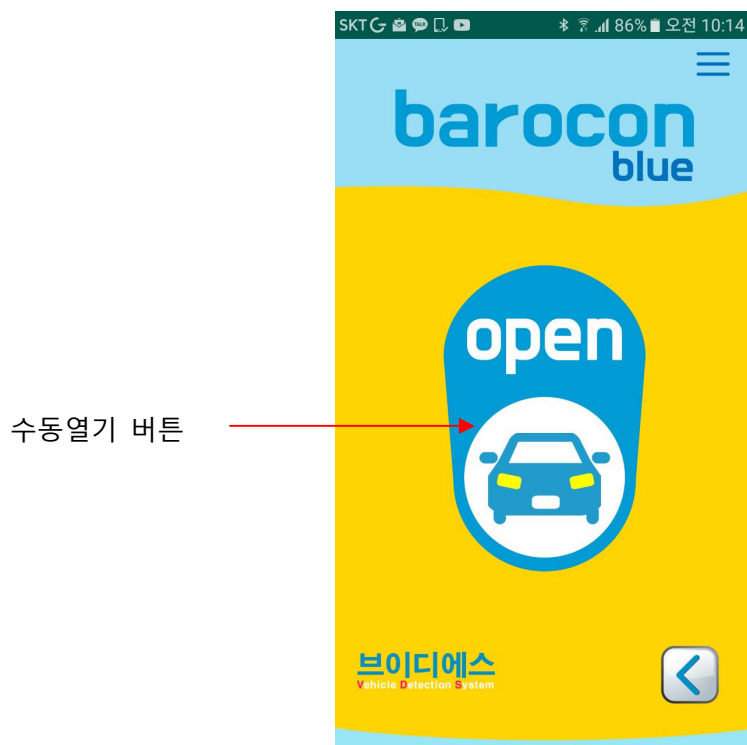 SKT 86% 오전 10:14
barocon
blue
open
수동열기 버튼
브이디에스
Vehicle Detection System